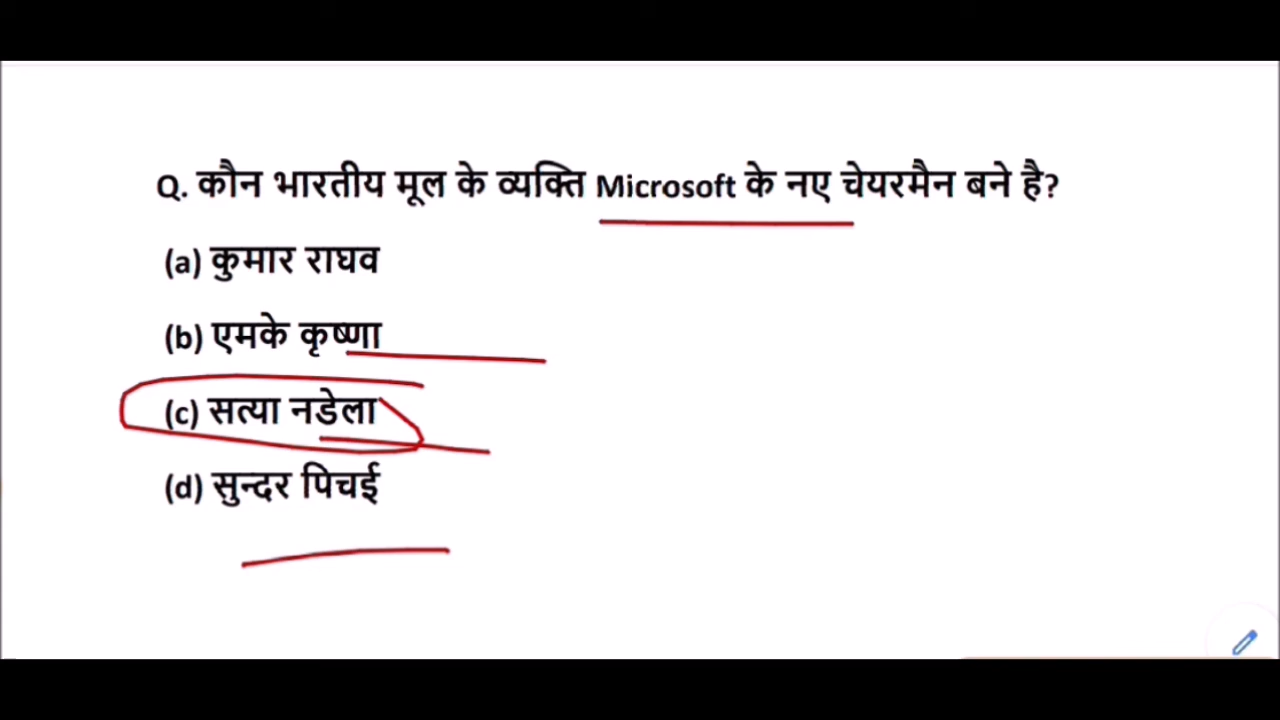 Q. कौन भारतीय मूल के व्यक्ति Microsoft के नए चेयरमैन बने है?
(a) कुमार राघव
(b) एमके कृष्णा
(c) सत्या नडेला
(d) सुन्दर पिचई